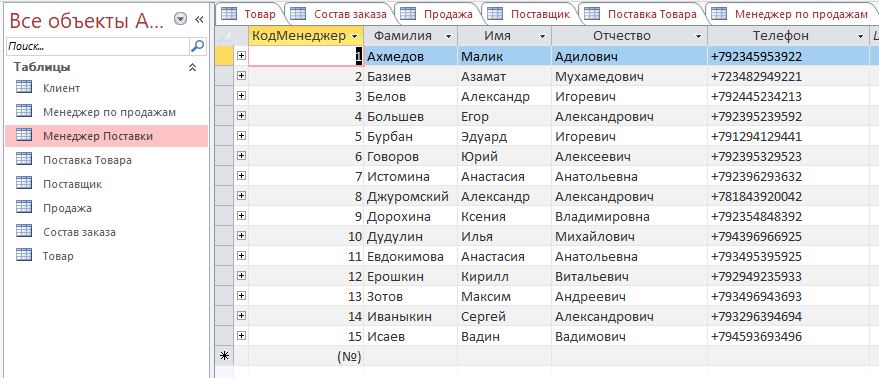 Все объекты A...
Поиск...
Таблицы
Клиент
Менеджер по продажам
Менеджер Поставки
Поставка Товара
Поставщик
Продажа
Состав заказа
Товар
Товар Состав заказа Продажа Поставщик Поставка Товара Менеджер по продажам
КодМенеджер Фамилия Имя Отчество Телефон
1 Ахмедов Малик Адилович +792345953922
2 Базиев Азамат Мухамедович +723482949221
3 Белов Александр Игоревич +792445234213
4 Большев Егор Александрович +792395239592
5 Бурбан Эдуард Игоревич +791294129441
6 Говоров Юрий Алексеевич +792395329523
7 Истомина Анастасия Анатольевна +792396293632
8 Джуромский Александр Александрович +781843920042
9 Дорохина Ксения Владимировна +792354848392
10 Дудулин Илья Михайлович +794396966925
11 Евдокимова Анастасия Анатольевна +793495395925
12 Ерошкин Кирилл Витальевич +792949235933
13 Зотов Максим Андреевич +793496943693
14 Иваныкин Сергей Александрович +793296394694
15 Исаев Вадин Вадимович +794593693496
(№)